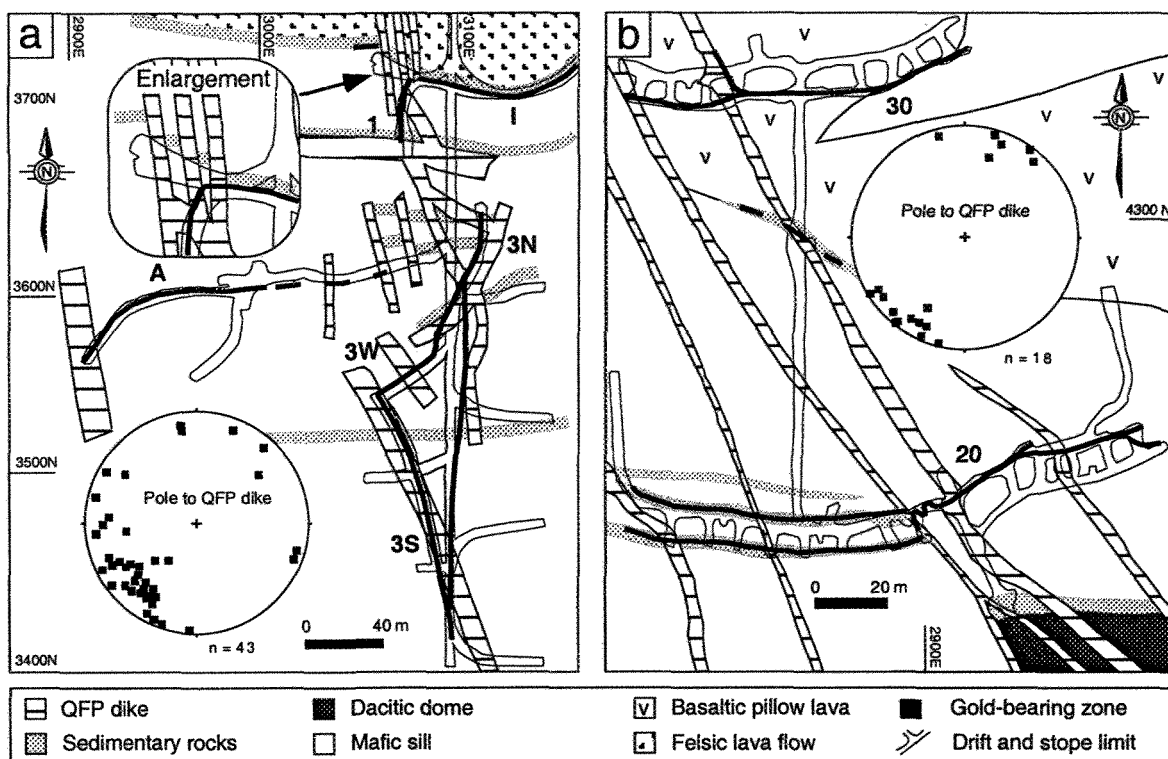 a
2900E
3000E
3100E
Enlargement
3700N
1
I
N
A
3N
3600N
3W
Pole to QFP dike
+
3500N
3S
n = 43
0 40 m
3400N
b
V V
V
30
V
N
V
V
V
Pole to QFP dike
+
4300 N
V
n = 18
20
0 20 m
2900E
QFP dike
Dacitic dome
V Basaltic pillow lava
Gold-bearing zone
Sedimentary rocks
Mafic sill
Felsic lava flow
Drift and stope limit